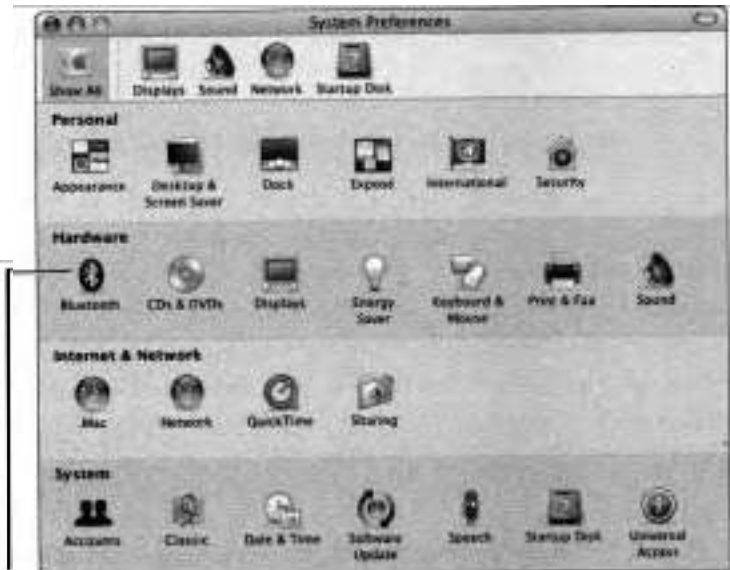 System Preferences
Show All Displays Sound Network Startup Disk
Personal
Appearance Desktop & Screen Saver Dock Exposé International Security
Hardware
Bluetooth CDs & DVDs Displays Energy Saver Keyboard & Mouse Print & Fax Sound
Internet & Network
.Mac Network QuickTime Sharing
System
Accounts Classic Date & Time Software Update Speech Startup Disk Universal Access